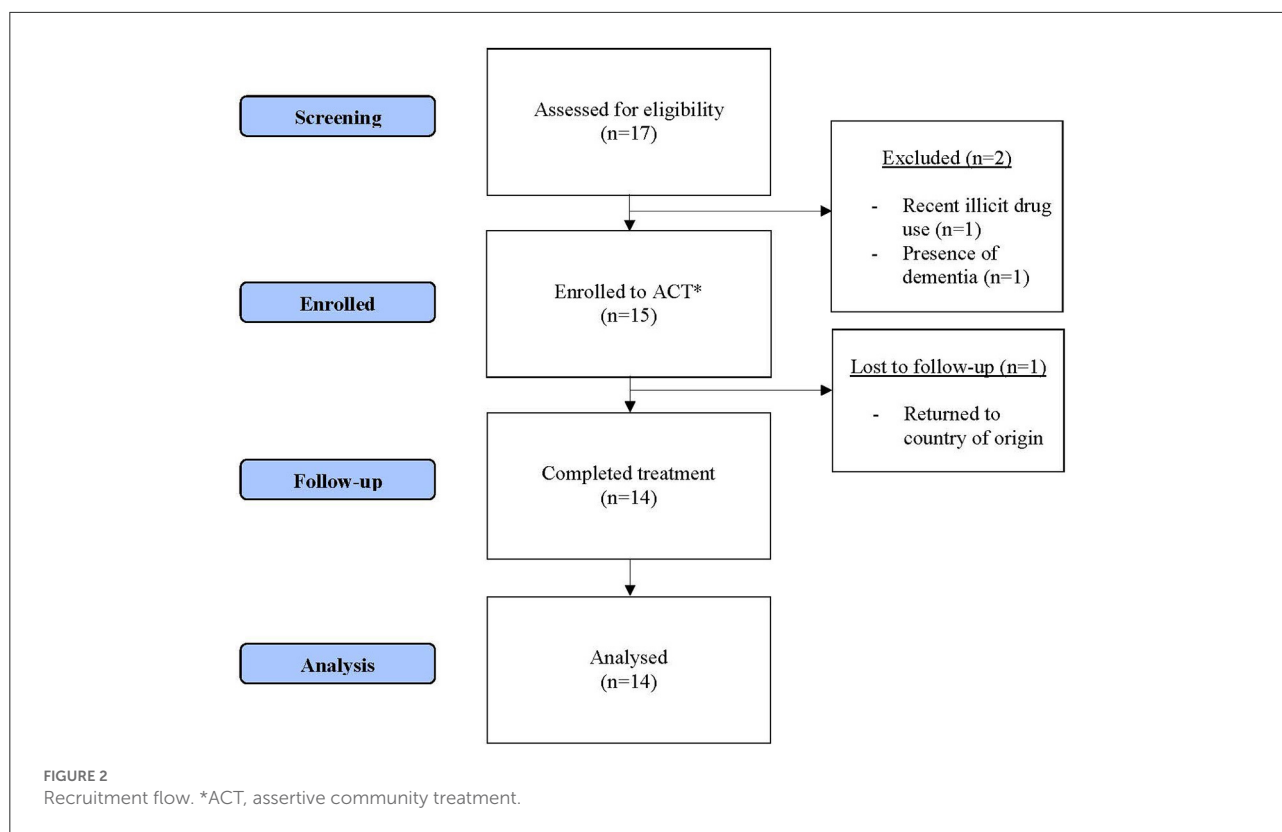 Screening
Assessed for eligibility
(n=17)
Excluded (n=2)
- Recent illicit drug
use (n=1)
- Presence of
dementia (n=1)
Enrolled
Enrolled to ACT*
(n=15)
Lost to follow-up (n=1)
- Returned to
country of origin
Follow-up
Completed treatment
(n=14)
Analysis
Analysed
(n=14)
FIGURE 2
Recruitment flow. *ACT, assertive community treatment.